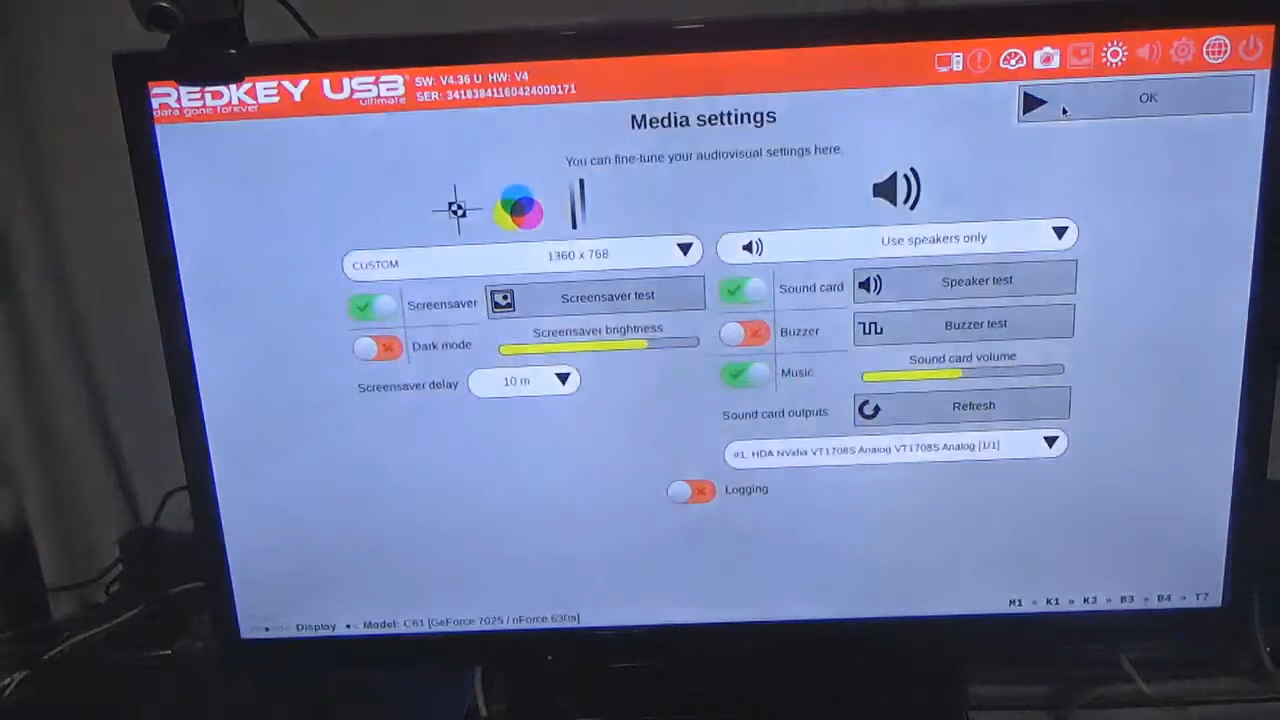 REDKEY USB
ultimate
data gone forever
SW: V4.36 U HW: V4
SER: 34183841160424009171
OK
Media settings
You can fine-tune your audiovisual settings here.
CUSTOM 1360 x 768
Use speakers only
Screensaver
Screensaver test
Sound card
Speaker test
Dark mode
Screensaver brightness
Buzzer
Buzzer test
Screensaver delay
10 m
Music
Sound card volume
Sound card outputs
Refresh
#1. HDA NVidia VT1708S Analog VT1708S Analog [1/1]
Logging
Display
Model: C61 [GeForce 7025 / nForce 630a]
M1 » K1 » K3 » B3 » B4 » T7